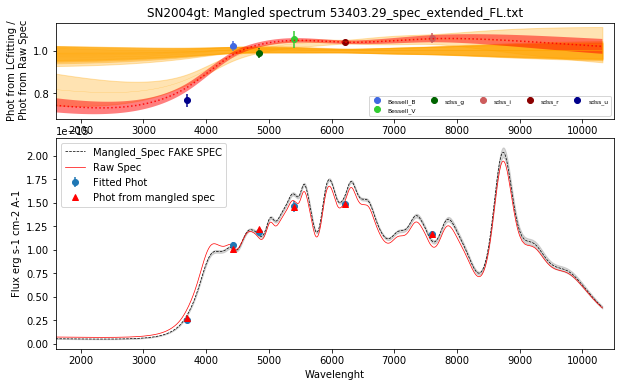 SN2004gt: Mangled spectrum 53403.29_spec_extended_FL.txt
Phot from LCfitting /
Phot from Raw Spec
1.0
0.8
Bessell_B
Bessell_V
sdss_g
sdss_i
sdss_r
sdss_u
2000 3000 4000 5000 6000 7000 8000 9000 10000
Mangled_Spec FAKE SPEC
Raw Spec
Fitted Phot
Phot from mangled spec
Flux erg s-1 cm-2 A-1
2.00
1.75
1.50
1.25
1.00
0.75
0.50
0.25
0.00
2000 3000 4000 5000 6000 7000 8000 9000 10000
Wavelenght